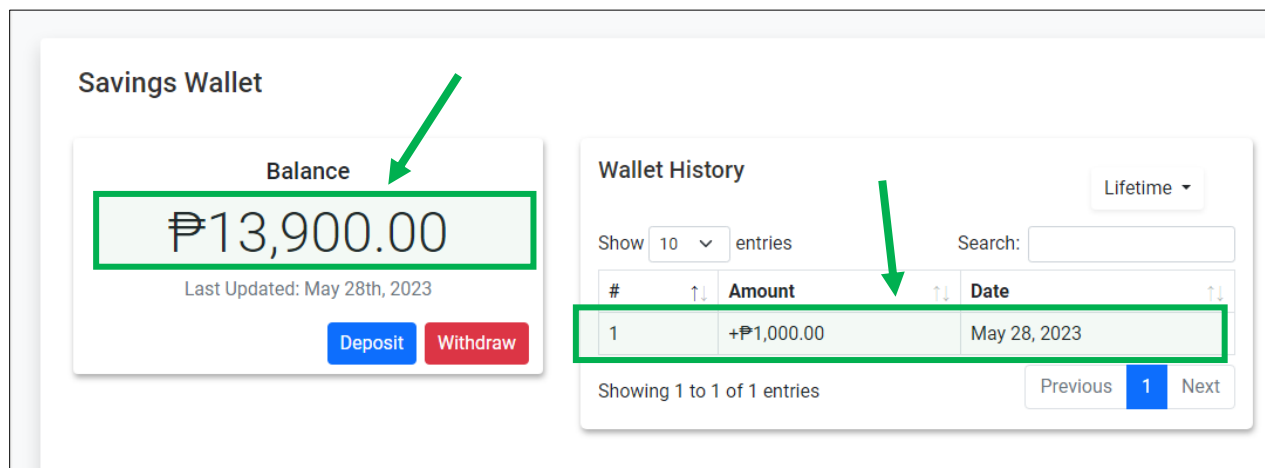 Savings Wallet
Balance
₱13,900.00
Last Updated: May 28th, 2023
Deposit Withdraw
Wallet History
Lifetime
Show 10 entries Search:
# Amount Date
1 +₱1,000.00 May 28, 2023
Showing 1 to 1 of 1 entries Previous 1 Next